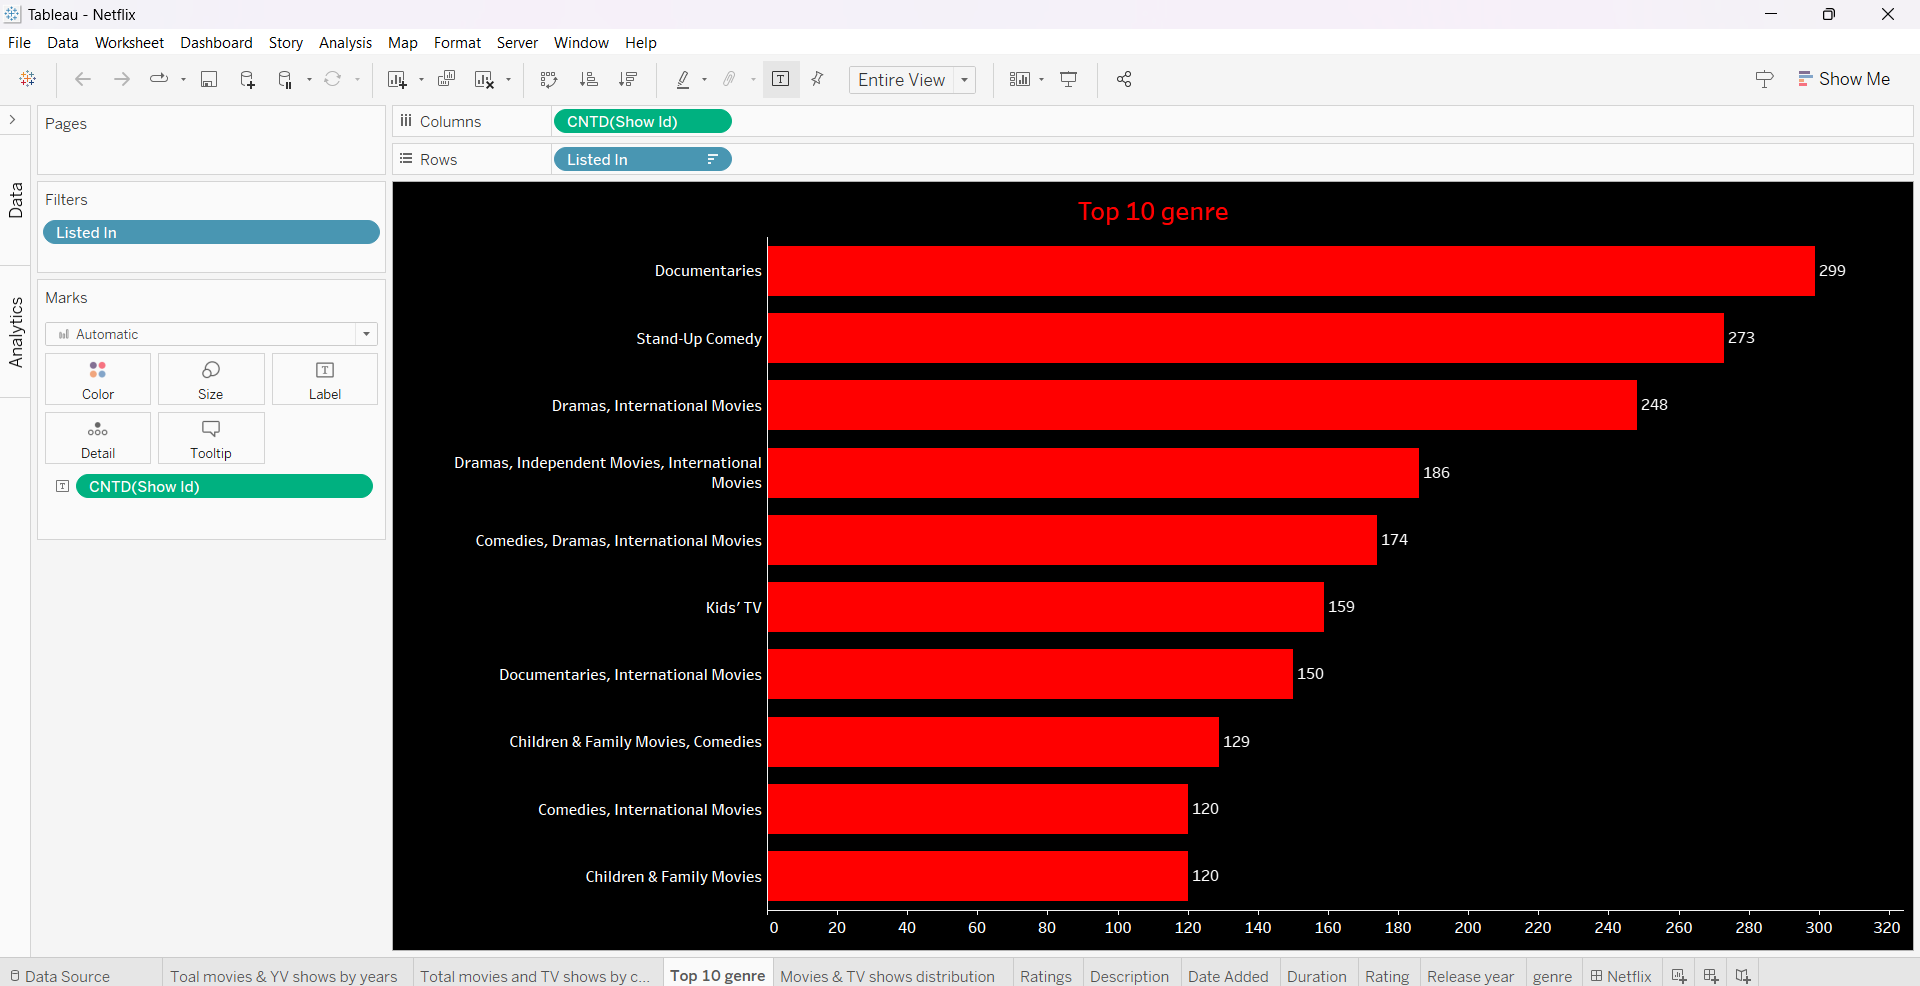 Tableau - Netflix
File Data Worksheet Dashboard Story Analysis Map Format Server Window Help
T Entire View Show Me
Data
Analytics
Pages
Filters
Listed In
Marks
Automatic
Color Size Label
Detail Tooltip
CNTD(Show Id)
Columns CNTD(Show Id)
Rows Listed In
Top 10 genre
Documentaries 299
Stand-Up Comedy 273
Dramas, International Movies 248
Dramas, Independent Movies, International
Movies 186
Comedies, Dramas, International Movies 174
Kids’ TV 159
Documentaries, International Movies 150
Children & Family Movies, Comedies 129
Comedies, International Movies 120
Children & Family Movies 120
0 20 40 60 80 100 120 140 160 180 200 220 240 260 280 300 320
Data Source Toal movies & YV shows by years Total movies and TV shows by c... Top 10 genre Movies & TV shows distribution Ratings Description Date Added Duration Rating Release year genre Netflix